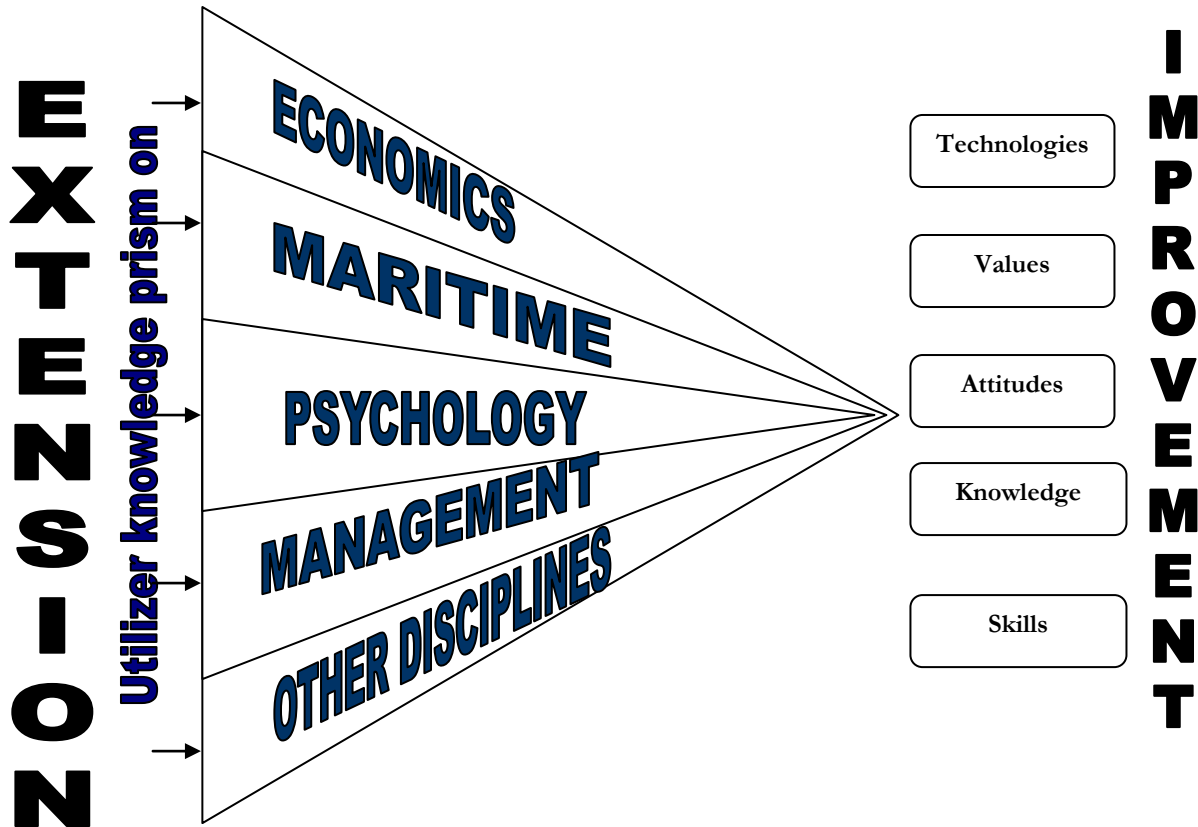 EXTENSION
Utilizer knowledge prism on
ECONOMICS
MARITIME
PSYCHOLOGY
MANAGEMENT
OTHER DISCIPLINES
Technologies
Values
Attitudes
Knowledge
Skills
IMPROVEMENT